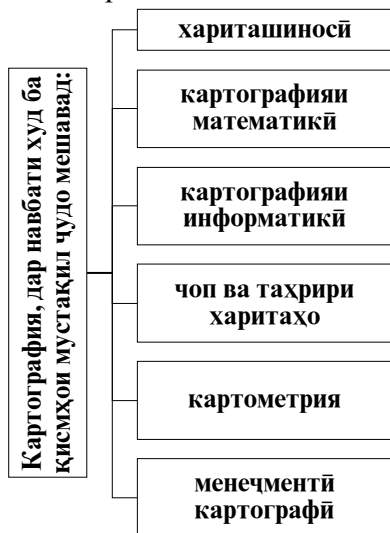 Картография, дар навбати худ ба
қисмҳои мустақил ҷудо мешавад:
хариташиносӣ
картографияи
математикӣ
картографияи
информатикӣ
чоп ва таҳрири
харитаҳо
картометрия
менеҷментӣ
картографӣ